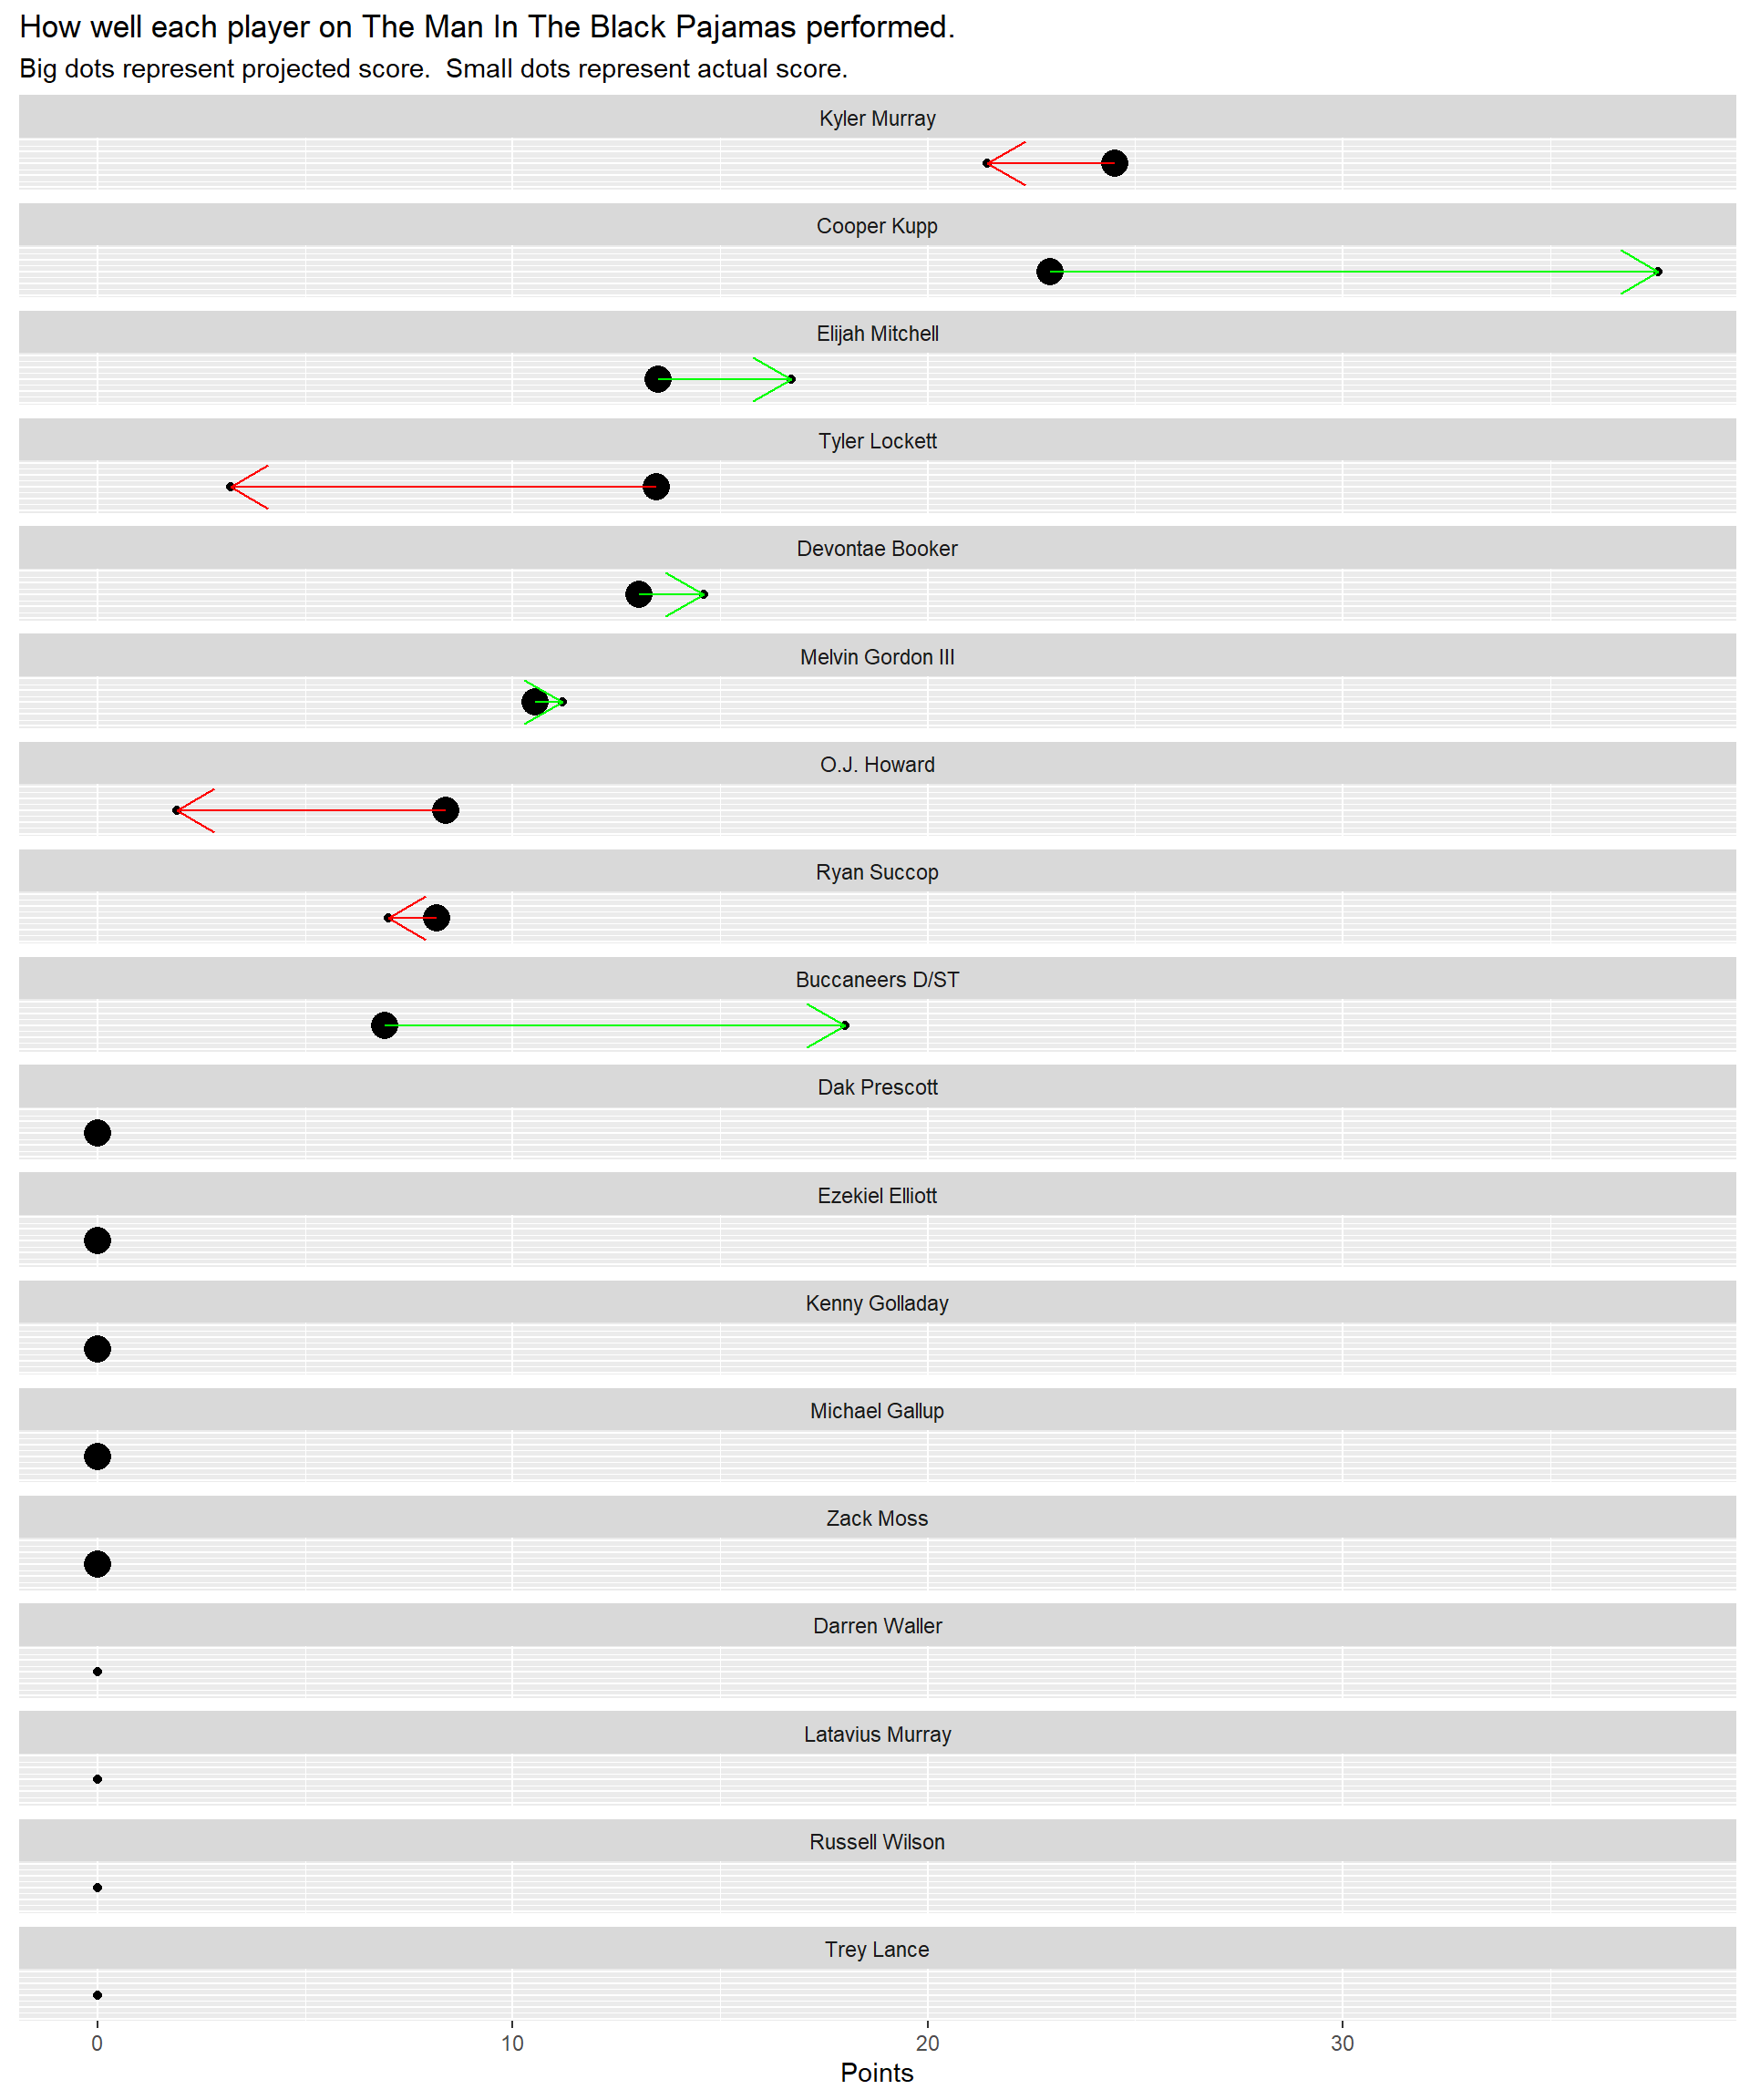 How well each player on The Man In The Black Pajamas performed.
Big dots represent projected score.  Small dots represent actual score.
Kyler Murray
Cooper Kupp
Elijah Mitchell
Tyler Lockett
Devontae Booker
Melvin Gordon III
O.J. Howard
Ryan Succop
Buccaneers D/ST
Dak Prescott
Ezekiel Elliott
Kenny Golladay
Michael Gallup
Zack Moss
Darren Waller
Latavius Murray
Russell Wilson
Trey Lance
0 10 20 30
Points